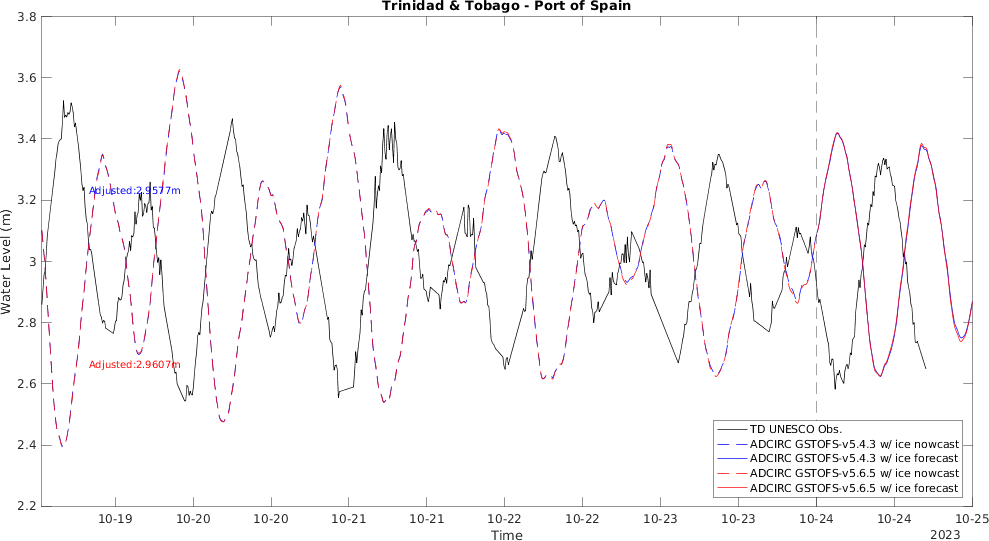 Trinidad & Tobago - Port of Spain
3.8
3.6
3.4
3.2
3
2.8
2.6
2.4
2.2
Water Level (m)
Adjusted:2.9577m
Adjusted:2.9607m
TD UNESCO Obs.
ADCIRC GSTOFS-v5.4.3 w/ ice nowcast
ADCIRC GSTOFS-v5.4.3 w/ ice forecast
ADCIRC GSTOFS-v5.6.5 w/ ice nowcast
ADCIRC GSTOFS-v5.6.5 w/ ice forecast
10-19 10-20 10-20 10-21 10-21 10-22 10-22 10-23 10-23 10-24 10-24 10-25
Time
2023